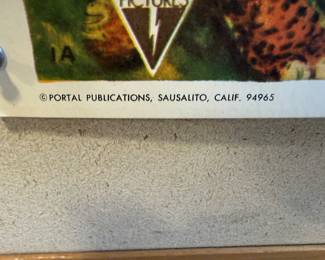 PICTURES
1A
© PORTAL PUBLICATIONS, SAUSALITO, CALIF. 94965